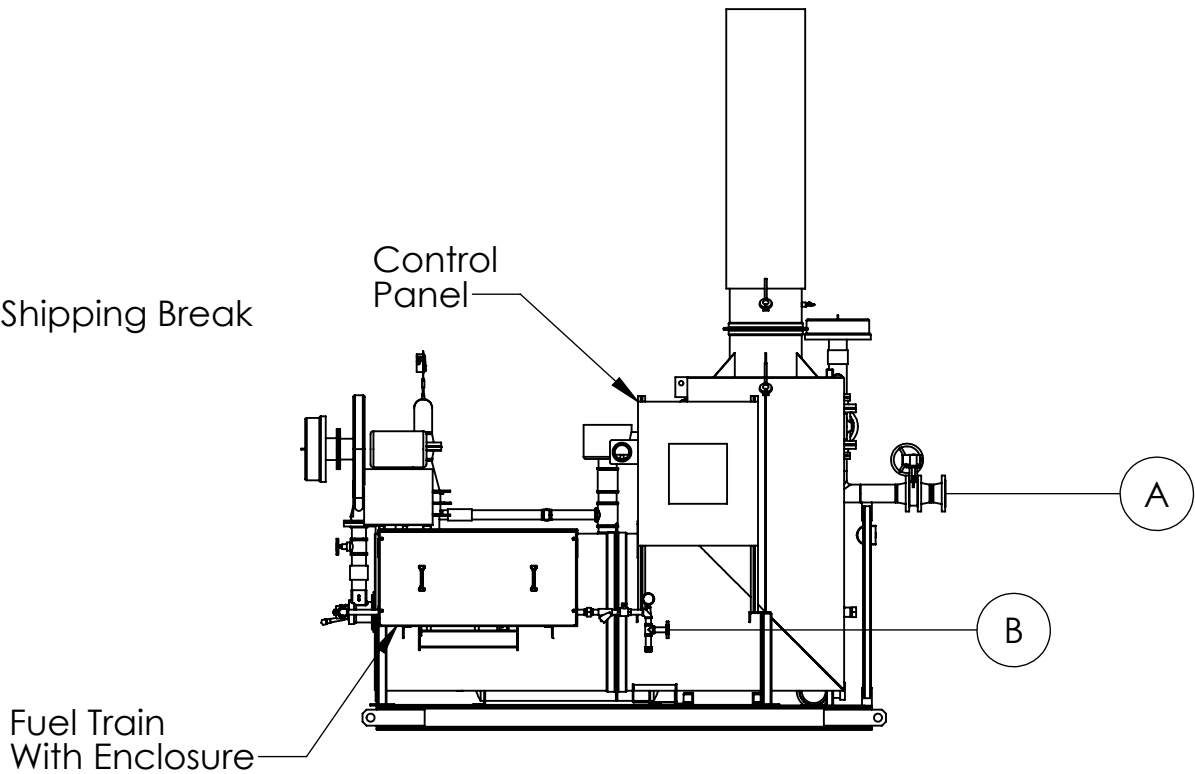 Control
Panel
Shipping Break
A
B
Fuel Train
With Enclosure